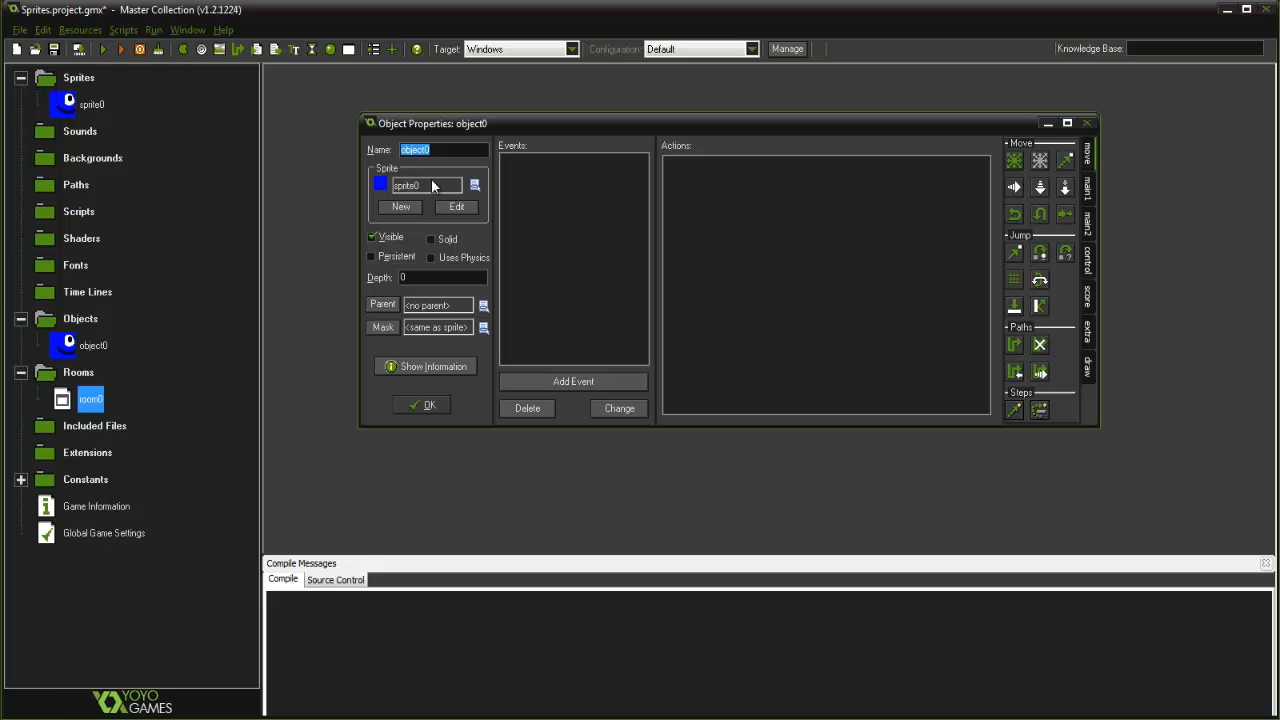 Sprites.project.gmx* - Master Collection (v1.2.1224)
File Edit Resources Scripts Run Window Help
Target: Windows Configuration: Default Manage Knowledge Base:
Sprites
sprite0
Sounds
Backgrounds
Paths
Scripts
Shaders
Fonts
Time Lines
Objects
object0
Rooms
room0
Included Files
Extensions
Constants
Game Information
Global Game Settings
YOYO
GAMES
Object Properties: object0
Name: object0
Sprite
sprite0
New Edit
Visible Solid
Persistent Uses Physics
Depth: 0
Parent <no parent>
Mask <same as sprite>
Show Information
OK
Events:
Add Event
Delete Change
Actions:
Move
Jump
Paths
Steps
move
main1
main2
control
score
extra
draw
Compile Messages
Compile Source Control